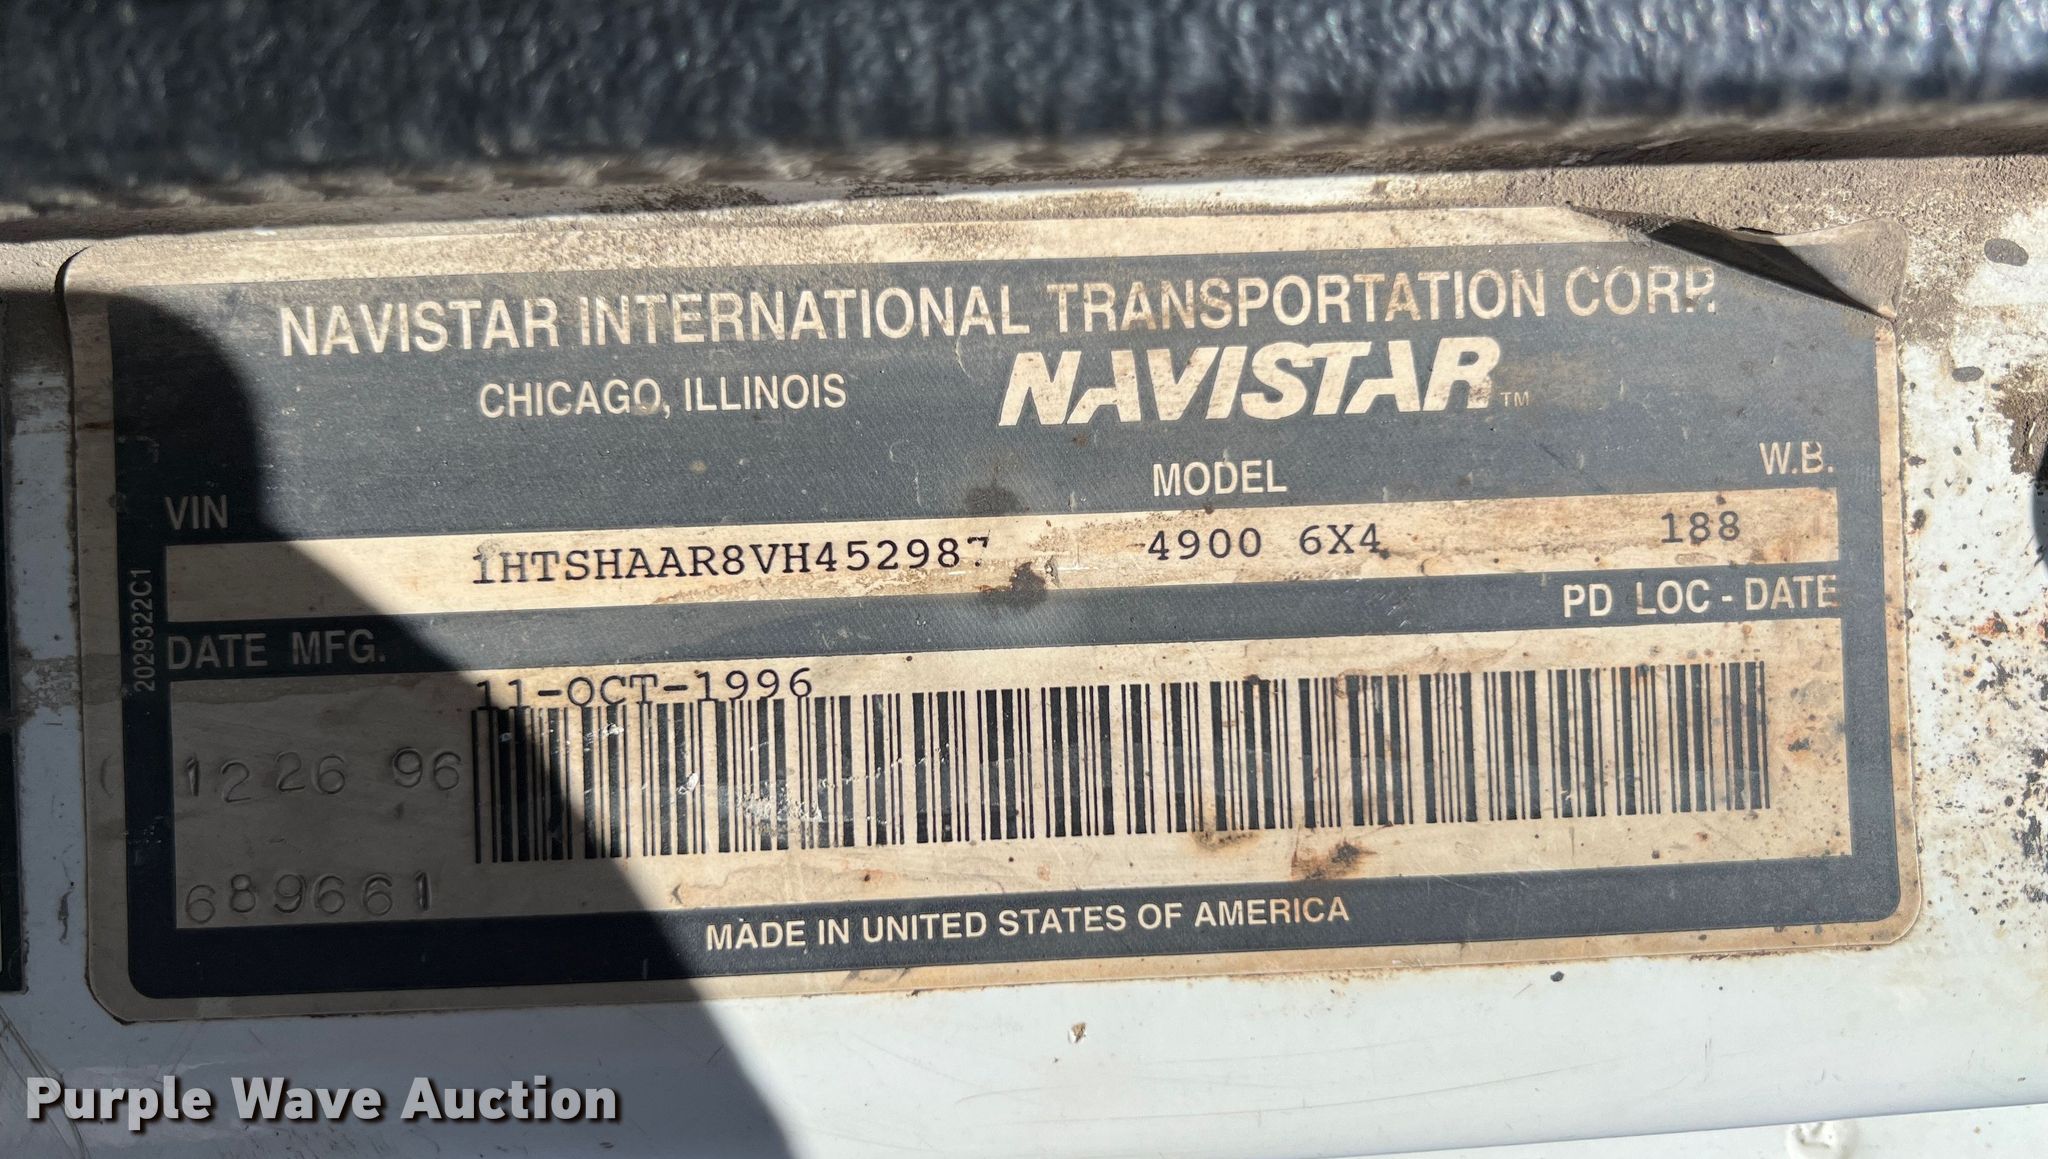 NAVISTAR INTERNATIONAL TRANSPORTATION CORP.
CHICAGO, ILLINOIS NAVISTAR TM
VIN MODEL W.B.
1HTSHAAR8VH452987 4900 6X4 188
DATE MFG. PD LOC - DATE
11-OCT-1996
12 26 96
689661
2029322C1
MADE IN UNITED STATES OF AMERICA
Purple Wave Auction